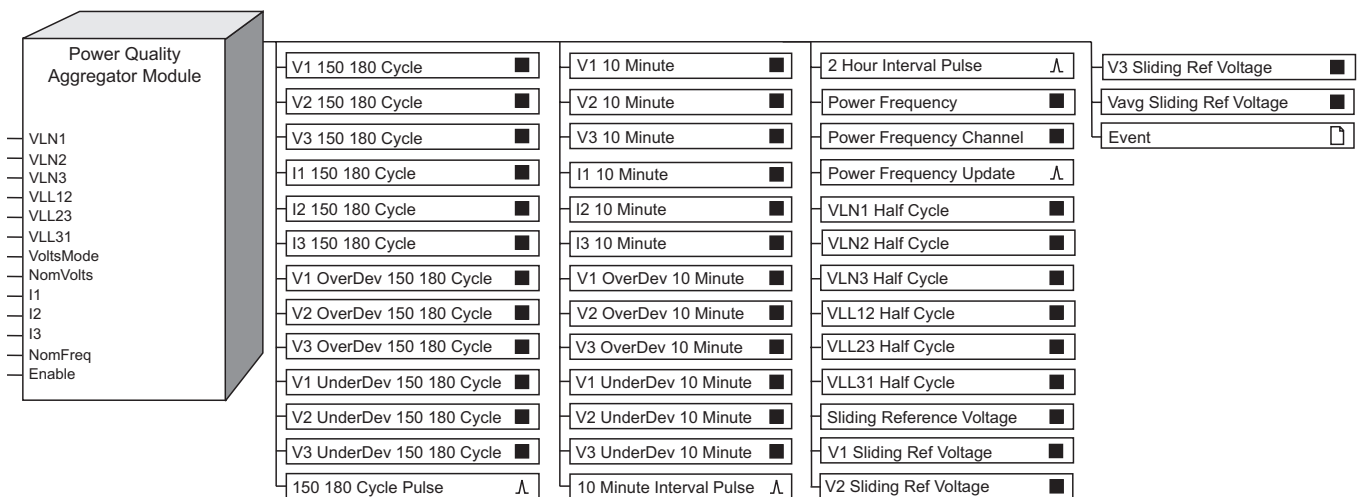 Power Quality
Aggregator Module
VLN1
VLN2
VLN3
VLL12
VLL23
VLL31
VoltsMode
NomVolts
I1
I2
I3
NomFreq
Enable
V1 150 180 Cycle
V2 150 180 Cycle
V3 150 180 Cycle
I1 150 180 Cycle
I2 150 180 Cycle
I3 150 180 Cycle
V1 OverDev 150 180 Cycle
V2 OverDev 150 180 Cycle
V3 OverDev 150 180 Cycle
V1 UnderDev 150 180 Cycle
V2 UnderDev 150 180 Cycle
V3 UnderDev 150 180 Cycle
150 180 Cycle Pulse
V1 10 Minute
V2 10 Minute
V3 10 Minute
I1 10 Minute
I2 10 Minute
I3 10 Minute
V1 OverDev 10 Minute
V2 OverDev 10 Minute
V3 OverDev 10 Minute
V1 UnderDev 10 Minute
V2 UnderDev 10 Minute
V3 UnderDev 10 Minute
10 Minute Interval Pulse
2 Hour Interval Pulse
Power Frequency
Power Frequency Channel
Power Frequency Update
VLN1 Half Cycle
VLN2 Half Cycle
VLN3 Half Cycle
VLL12 Half Cycle
VLL23 Half Cycle
VLL31 Half Cycle
Sliding Reference Voltage
V1 Sliding Ref Voltage
V2 Sliding Ref Voltage
V3 Sliding Ref Voltage
Vavg Sliding Ref Voltage
Event